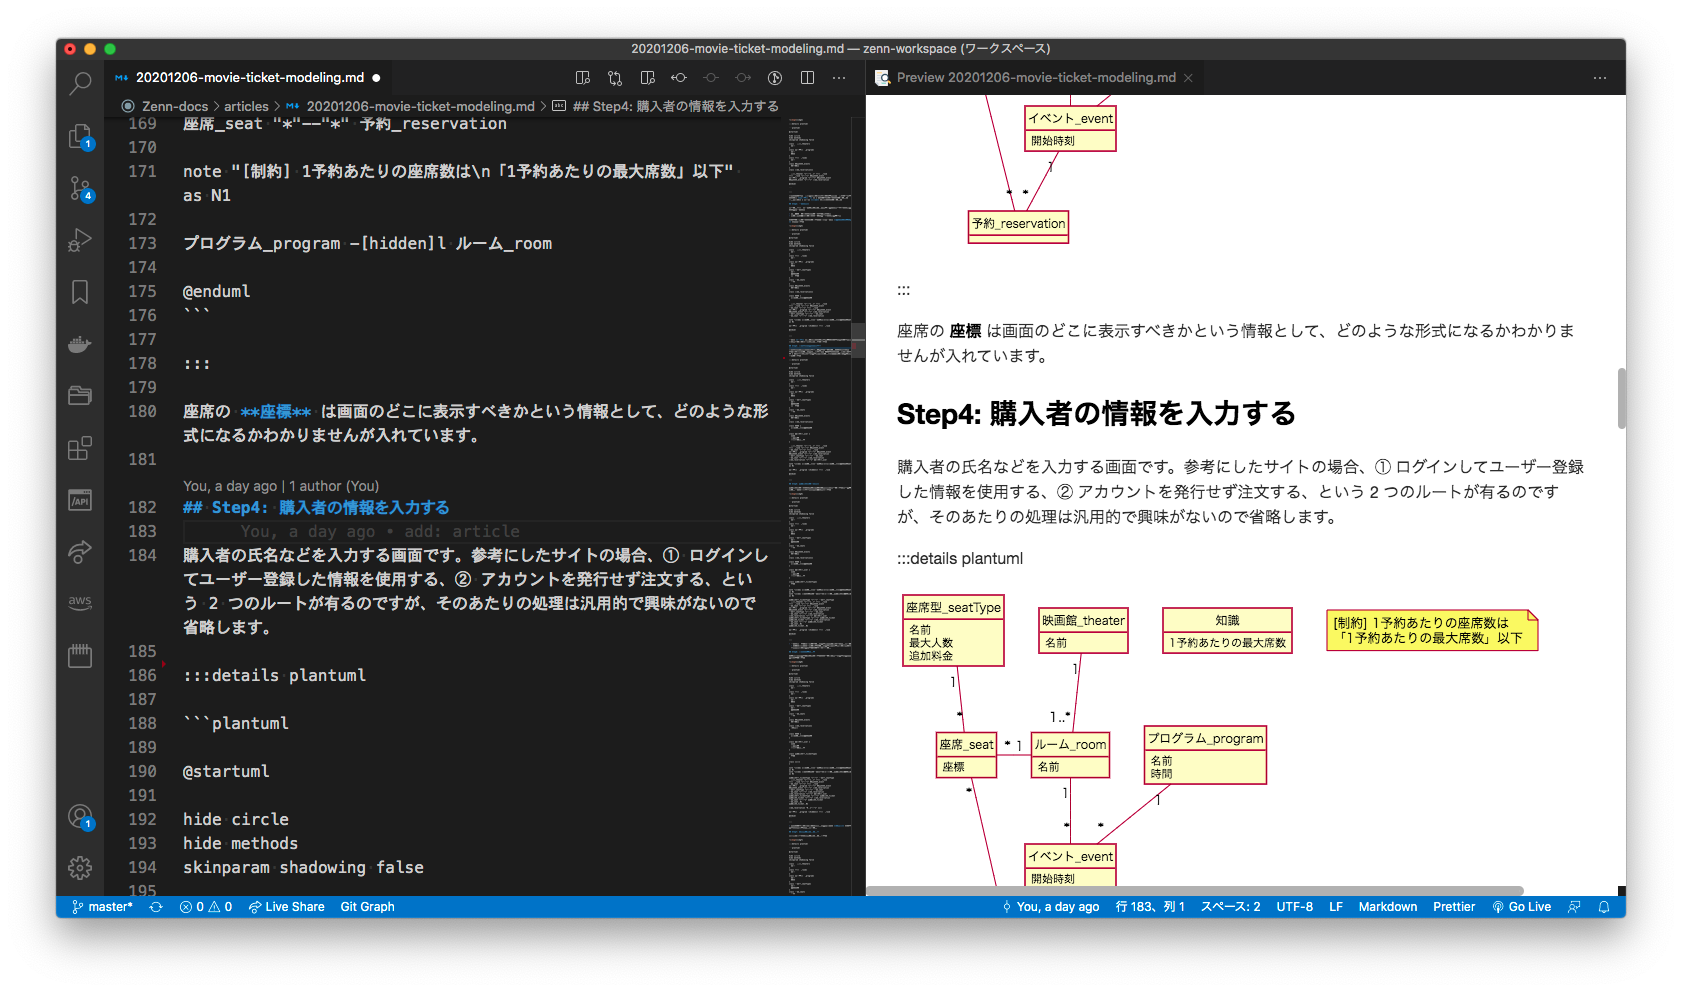 20201206-movie-ticket-modeling.md — zenn-workspace (ワークスペース)
20201206-movie-ticket-modeling.md
Zenn-docs > articles > 20201206-movie-ticket-modeling.md > ## Step4: 購入者の情報を入力する
169 座席_seat "*"--"*" 予約_reservation
170
171 note "[制約] 1予約あたりの座席数は\n「1予約あたりの最大席数」以下"
as N1
172
173 プログラム_program -[hidden]l ルーム_room
174
175 @enduml
176 ```
177
178 :::
179
180 座席の **座標** は画面のどこに表示すべきかという情報として、どのような形
式になるかわかりませんが入れています。
181
You, a day ago | 1 author (You)
182 ## Step4: 購入者の情報を入力する
183 You, a day ago • add: article
184 購入者の氏名などを入力する画面です。参考にしたサイトの場合、① ログインし
てユーザー登録した情報を使用する、② アカウントを発行せず注文する、とい
う 2 つのルートが有るのですが、そのあたりの処理は汎用的で興味がないので
省略します。
185
186 :::details plantuml
187
188 ```plantuml
189
190 @startuml
191
192 hide circle
193 hide methods
194 skinparam shadowing false
195
1
4
/API
aws
1
Preview 20201206-movie-ticket-modeling.md
イベント_event
開始時刻
1
* *
予約_reservation
:::
座席の 座標 は画面のどこに表示すべきかという情報として、どのような形式になるかわかりま
せんが入れています。
Step4: 購入者の情報を入力する
購入者の氏名などを入力する画面です。参考にしたサイトの場合、① ログインしてユーザー登録
した情報を使用する、② アカウントを発行せず注文する、という 2 つのルートが有るのです
が、そのあたりの処理は汎用的で興味がないので省略します。
:::details plantuml
座席型_seatType
名前
最大人数
追加料金
映画館_theater
名前
知識
1予約あたりの最大席数
[制約] 1予約あたりの座席数は
「1予約あたりの最大席数」以下
1
1
*
1..*
座席_seat
座標
* 1
ルーム_room
名前
プログラム_program
名前
時間
*
1
1
* *
イベント_event
開始時刻
master* 0 0 Live Share Git Graph You, a day ago 行 183、列 1 スペース: 2 UTF-8 LF Markdown Prettier Go Live